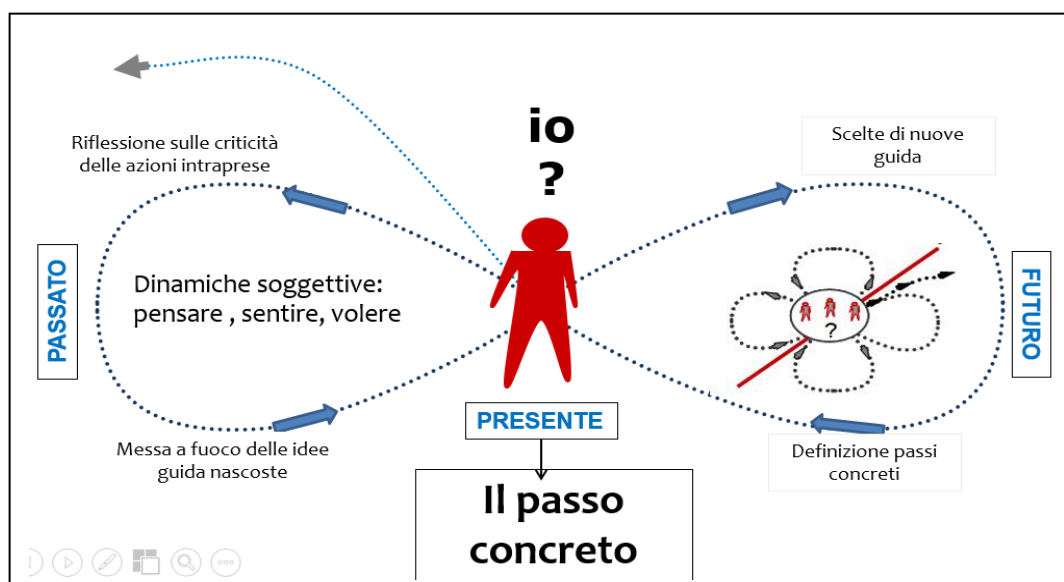 io
?
Riflessione sulle criticità
delle azioni intraprese
Scelte di nuove
guida
PASSATO
Dinamiche soggettive:
pensare , sentire, volere
?
FUTURO
Messa a fuoco delle idee
guida nascoste
PRESENTE
Definizione passi
concreti
Il passo
concreto